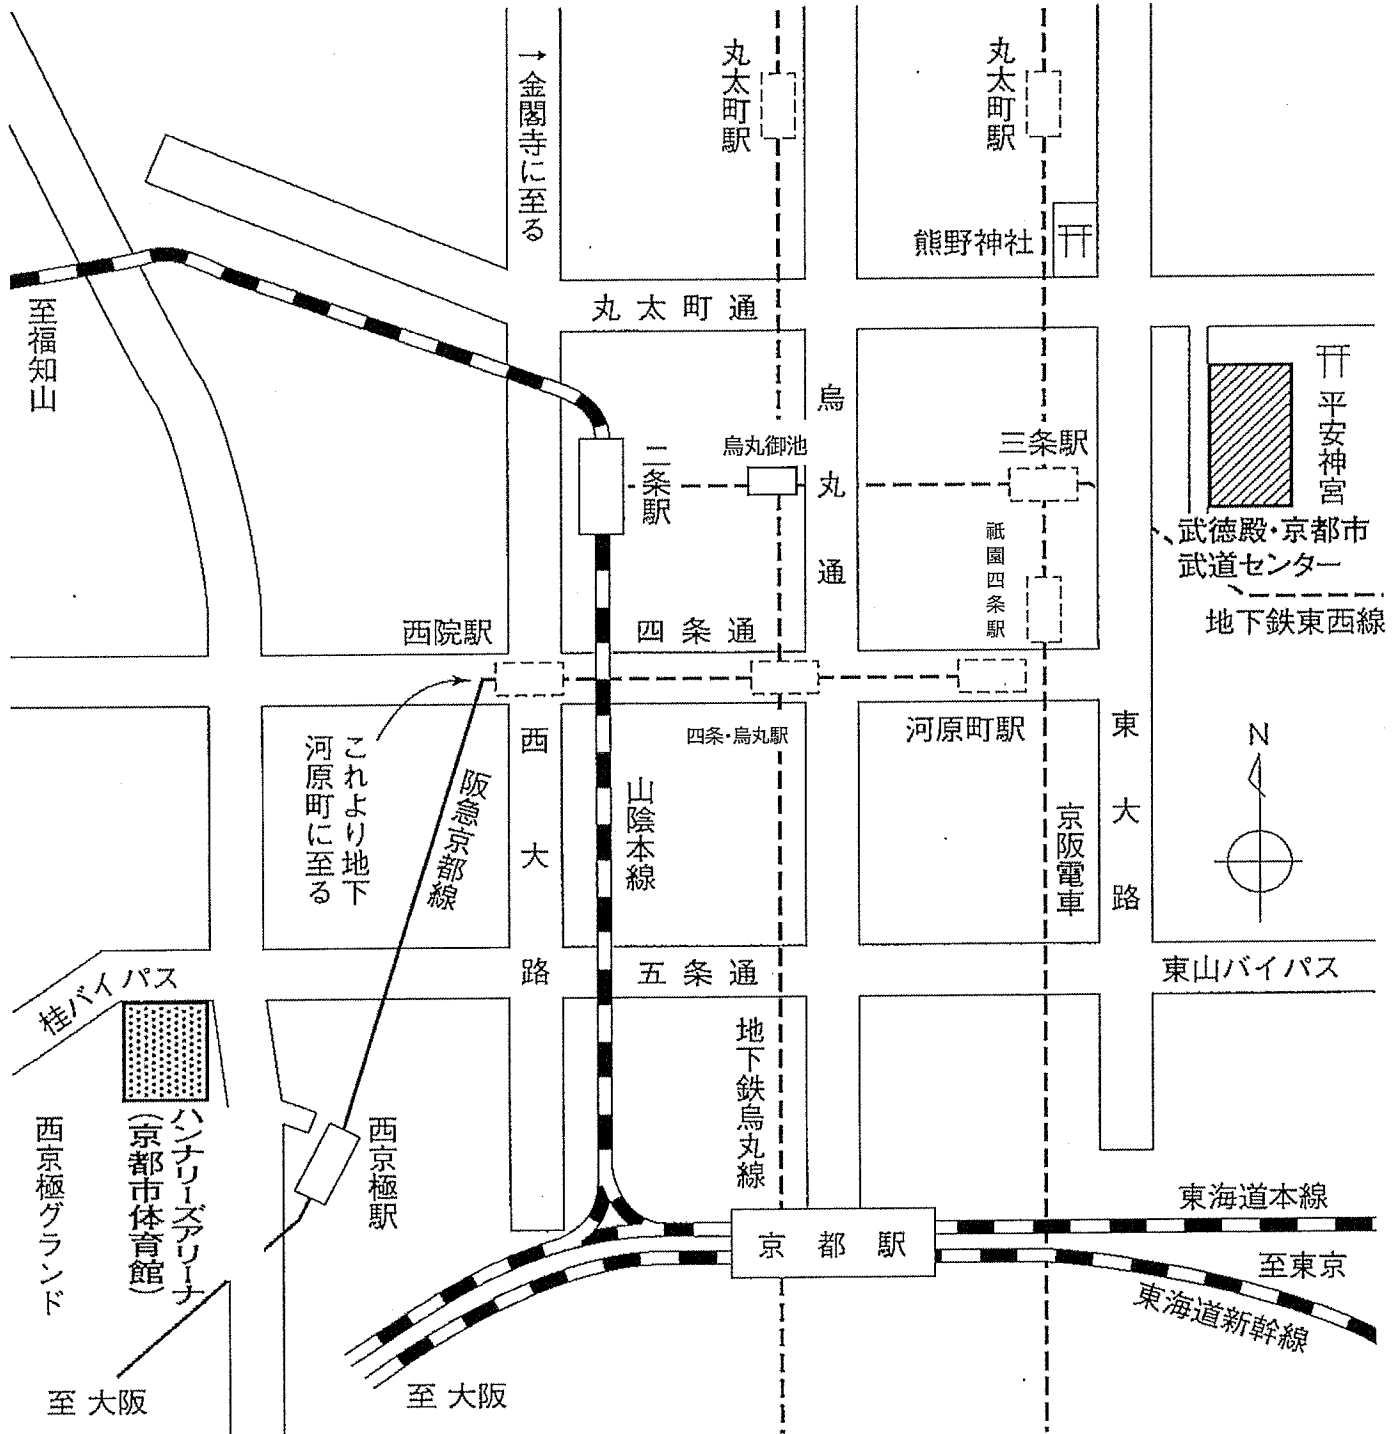 →金閣寺に至る
丸太町駅
丸太町駅
熊野神社
丸太町通
至福知山
烏丸通
平安神宮
二条駅
烏丸御池
三条駅
祇園四条駅
武徳殿・京都市
武道センター
地下鉄東西線
西院駅
四条通
四条・烏丸駅
河原町駅
これより地下
河原町に至る
阪急京都線
西大路
山陰本線
京阪電車
東大路
N
桂バイパス
五条通
東山バイパス
地下鉄烏丸線
西京極グランド
ハンナリーズアリーナ
(京都市体育館)
西京極駅
京都駅
東海道本線
至東京
東海道新幹線
至 大阪
至 大阪